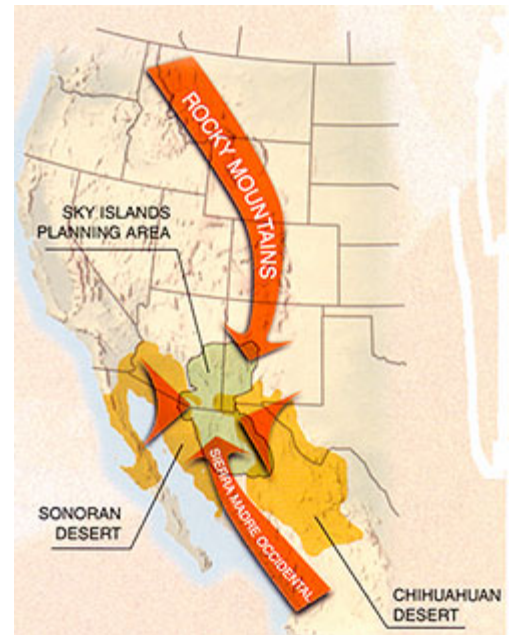 ROCKY MOUNTAINS
SKY ISLANDS
PLANNING AREA
SIERRA MADRE OCCIDENTAL
SONORAN
DESERT
CHIHUAHUAN
DESERT